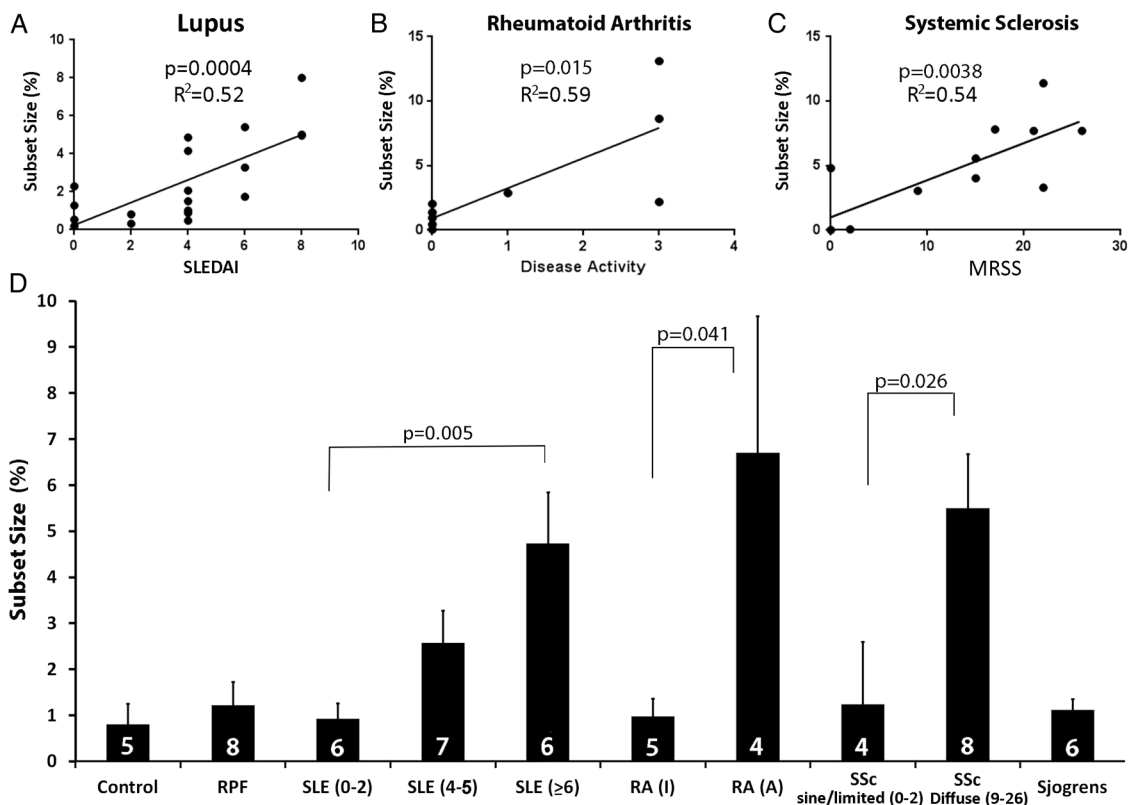 A
Lupus
p=0.0004
R²=0.52
Subset Size (%)
10
8
6
4
2
0
0 2 4 6 8 10
SLEDAI
B
Rheumatoid Arthritis
p=0.015
R²=0.59
Subset Size (%)
15
10
5
0
0 1 2 3 4
Disease Activity
C
Systemic Sclerosis
p=0.0038
R²=0.54
Subset Size (%)
15
10
5
0
0 10 20 30
MRSS
D
Subset Size (%)
10
9
8
7
6
5
4
3
2
1
0
p=0.005
p=0.041
p=0.026
5 8 6 7 6 5 4 4 8 6
Control RPF SLE (0-2) SLE (4-5) SLE (≥6) RA (I) RA (A) SSc SSc Sjogrens
sine/limited (0-2) Diffuse (9-26)